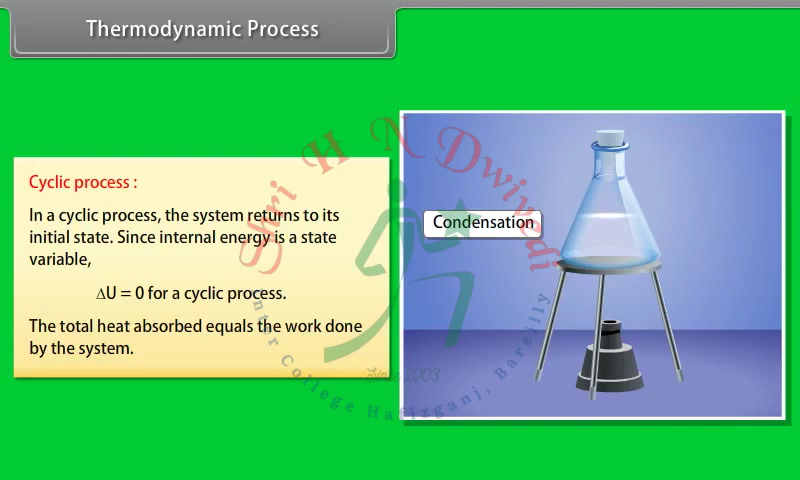 Thermodynamic Process
Cyclic process :
In a cyclic process, the system returns to its
initial state. Since internal energy is a state
variable,
∆U = 0 for a cyclic process.
The total heat absorbed equals the work done
by the system.
Condensation
Shri H N Dwivedi
Inter College Hafizganj, Bareilly
Since 2003